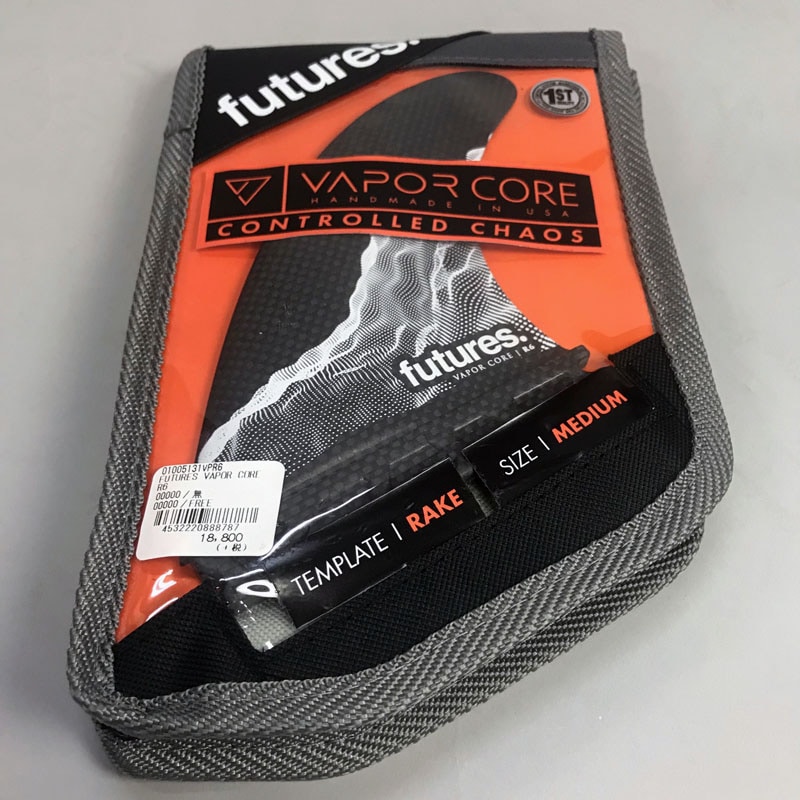 futures.
1ST
VAPOR CORE
HANDMADE IN USA
CONTROLLED CHAOS
futures.
VAPOR CORE | R6
SIZE | MEDIUM
TEMPLATE | RAKE
01005131VPR6
FUTURES VAPOR CORE
R6
00000/無
00000/FREE
4532220888787
18,800
(+税)